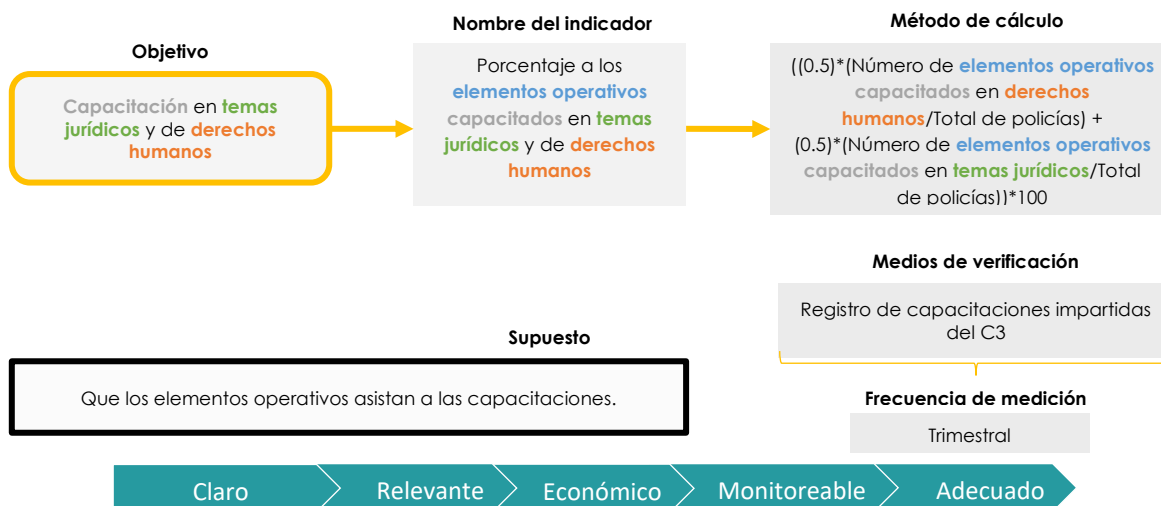 Objetivo
Capacitación en temas
jurídicos y de derechos
humanos
Nombre del indicador
Porcentaje a los
elementos operativos
capacitados en temas
jurídicos y de derechos
humanos
Método de cálculo
((0.5)*(Número de elementos operativos
capacitados en derechos
humanos/Total de policías) +
(0.5)*(Número de elementos operativos
capacitados en temas jurídicos/Total
de policías))*100
Medios de verificación
Registro de capacitaciones impartidas
del C3
Supuesto
Que los elementos operativos asistan a las capacitaciones.
Frecuencia de medición
Trimestral
Claro
Relevante
Económico
Monitoreable
Adecuado